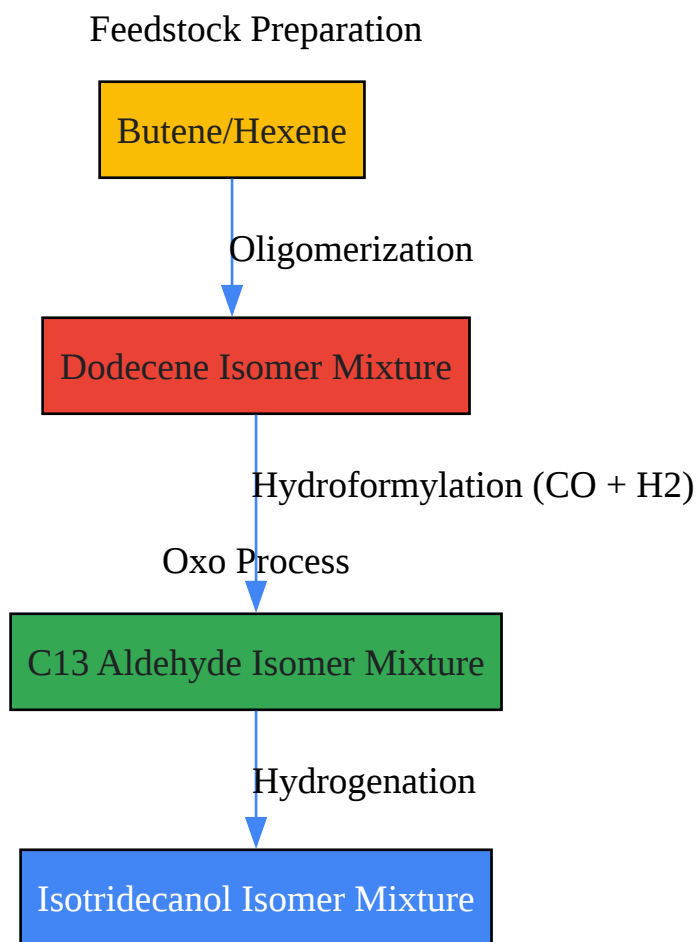 Feedstock Preparation
Butene/Hexene
Oligomerization
Dodecene Isomer Mixture
Hydroformylation (CO + H2)
Oxo Process
C13 Aldehyde Isomer Mixture
Hydrogenation
Isotridecanol Isomer Mixture